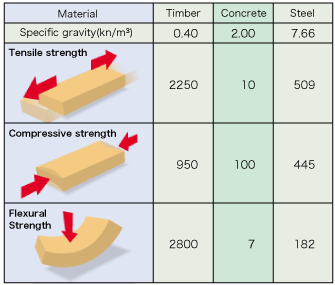 Material Timber Concrete Steel
Specific gravity(kn/m³) 0.40 2.00 7.66
Tensile strength
2250 10 509
Compressive strength
950 100 445
Flexural
Strength
2800 7 182